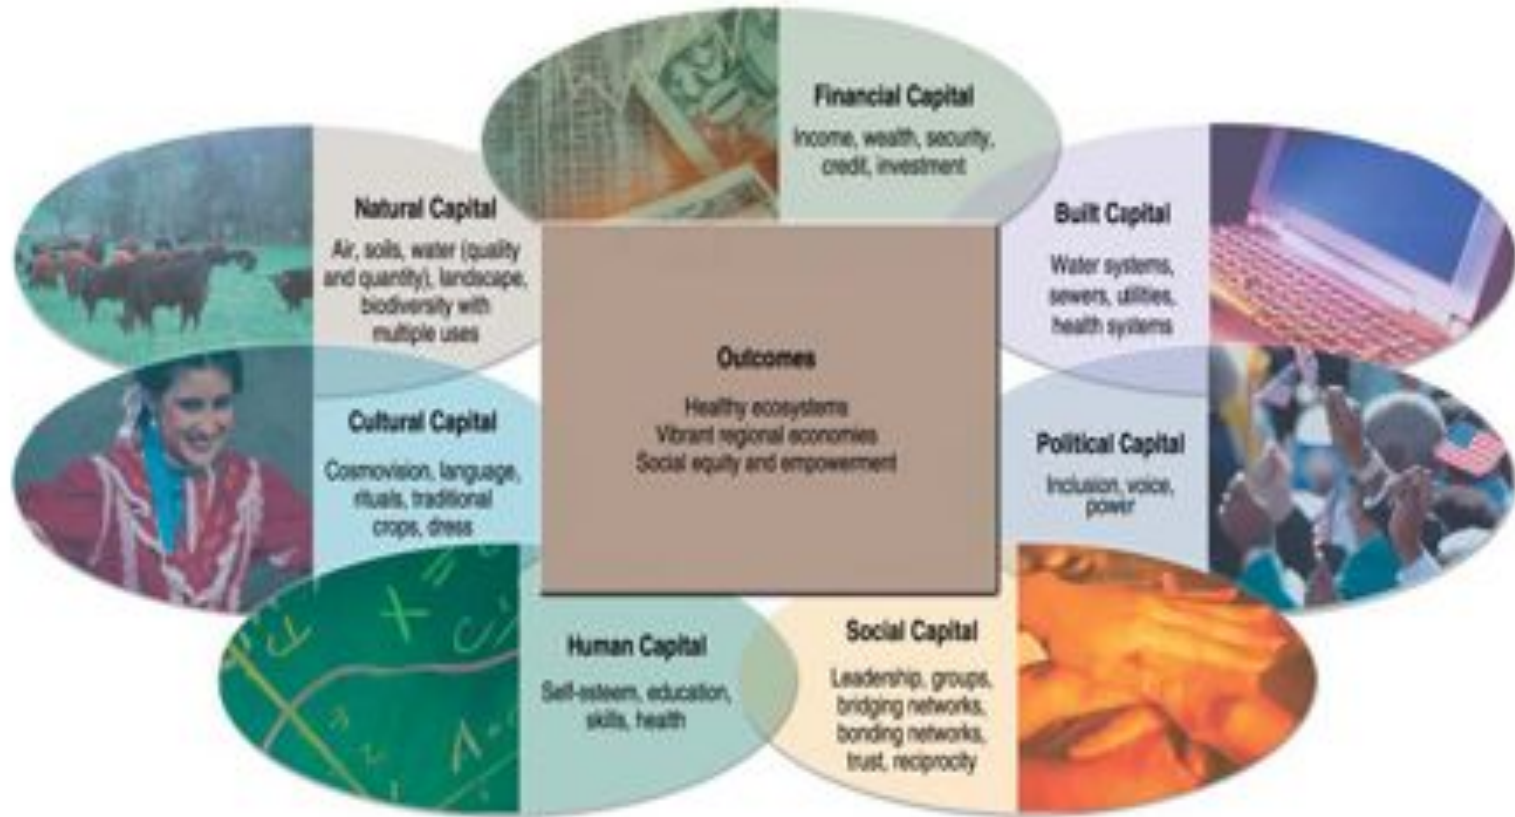 Financial Capital
Income, wealth, security,
credit, investment
Natural Capital
Air, soils, water (quality
and quantity), landscape,
biodiversity with
multiple uses
Built Capital
Water systems,
sewers, utilities,
health systems
Outcomes
Healthy ecosystems
Vibrant regional economies
Social equity and empowerment
Cultural Capital
Cosmovision, language,
rituals, traditional
crops, dress
Political Capital
Inclusion, voice,
power
Human Capital
Self-esteem, education,
skills, health
Social Capital
Leadership, groups,
bridging networks,
bonding networks,
trust, reciprocity